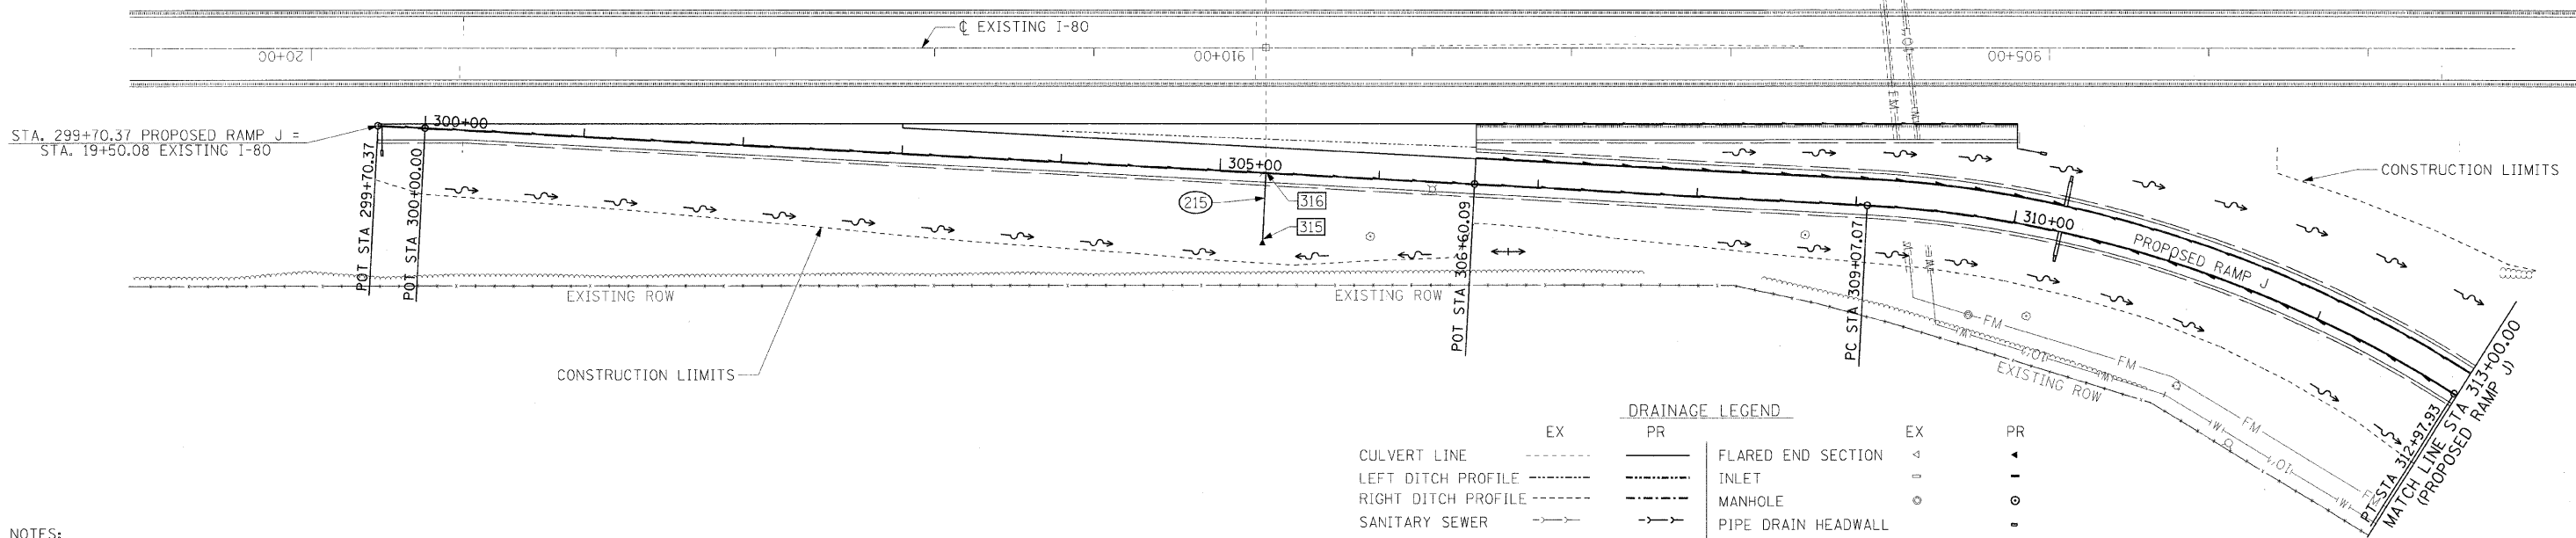 ℄ EXISTING I-80
20+00
910+00
905+00
STA. 299+70.37 PROPOSED RAMP J =
STA. 19+50.08 EXISTING I-80
300+00
305+00
310+00
PROPOSED RAMP J
CONSTRUCTION LIIMITS
215
316
315
POT STA 299+70.37
POT STA 300+00.00
POT STA 306+60.09
PC STA 309+07.07
PT STA 312+97.93
MATCH LINE STA 313+00.00
(PROPOSED RAMP J)
EXISTING ROW
EXISTING ROW
EXISTING ROW
FM
FM
FM
FM
W
W
W
W
CONSTRUCTION LIIMITS
DRAINAGE LEGEND
EX PR EX PR
CULVERT LINE FLARED END SECTION
LEFT DITCH PROFILE INLET
RIGHT DITCH PROFILE MANHOLE
SANITARY SEWER PIPE DRAIN HEADWALL
NOTES: